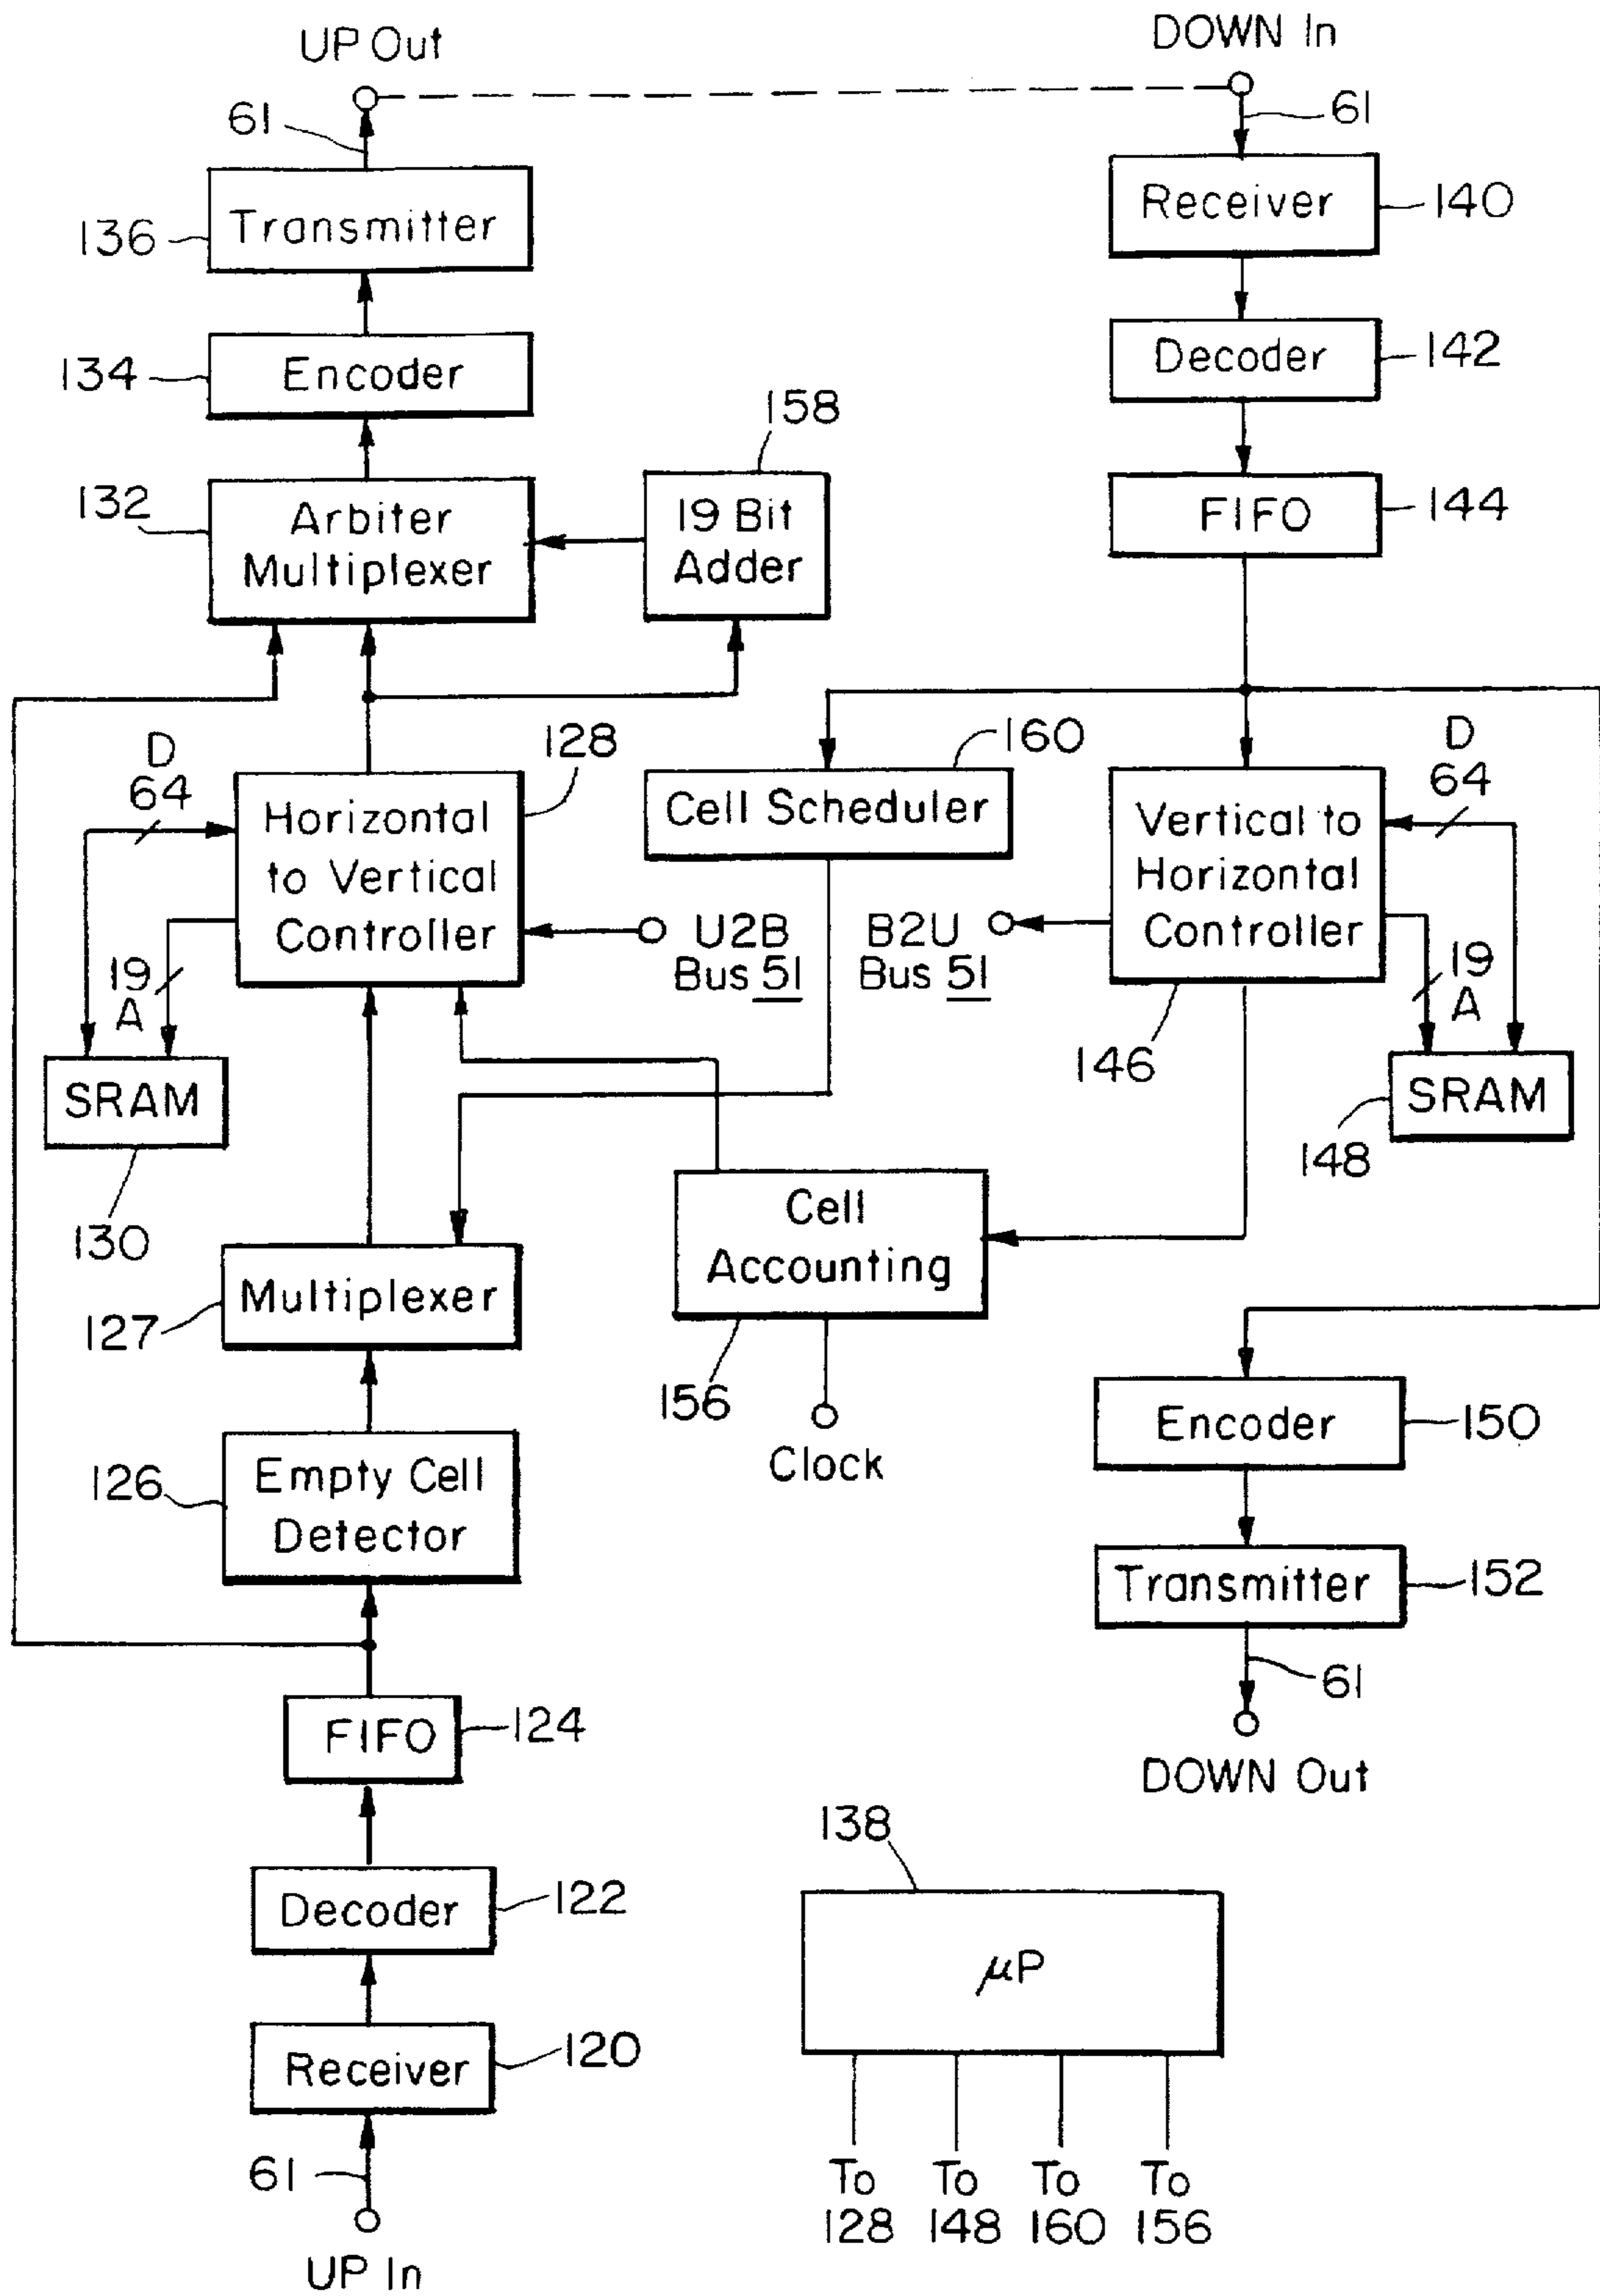 UP Out
DOWN In
61
61
Transmitter
136
Receiver
140
Encoder
134
Decoder
142
158
132
Arbiter
Multiplexer
19 Bit
Adder
FIFO
144
D
64
128
160
D
64
Horizontal
to Vertical
Controller
Cell Scheduler
Vertical to
Horizontal
Controller
U2B
Bus 51
B2U
Bus 51
19
A
19
A
SRAM
130
146
SRAM
148
Multiplexer
127
Cell
Accounting
156
Clock
Encoder
150
126
Empty Cell
Detector
Transmitter
152
61
FIFO
124
DOWN Out
138
Decoder
122
μP
Receiver
120
61
To
128
To
148
To
160
To
156
UP In